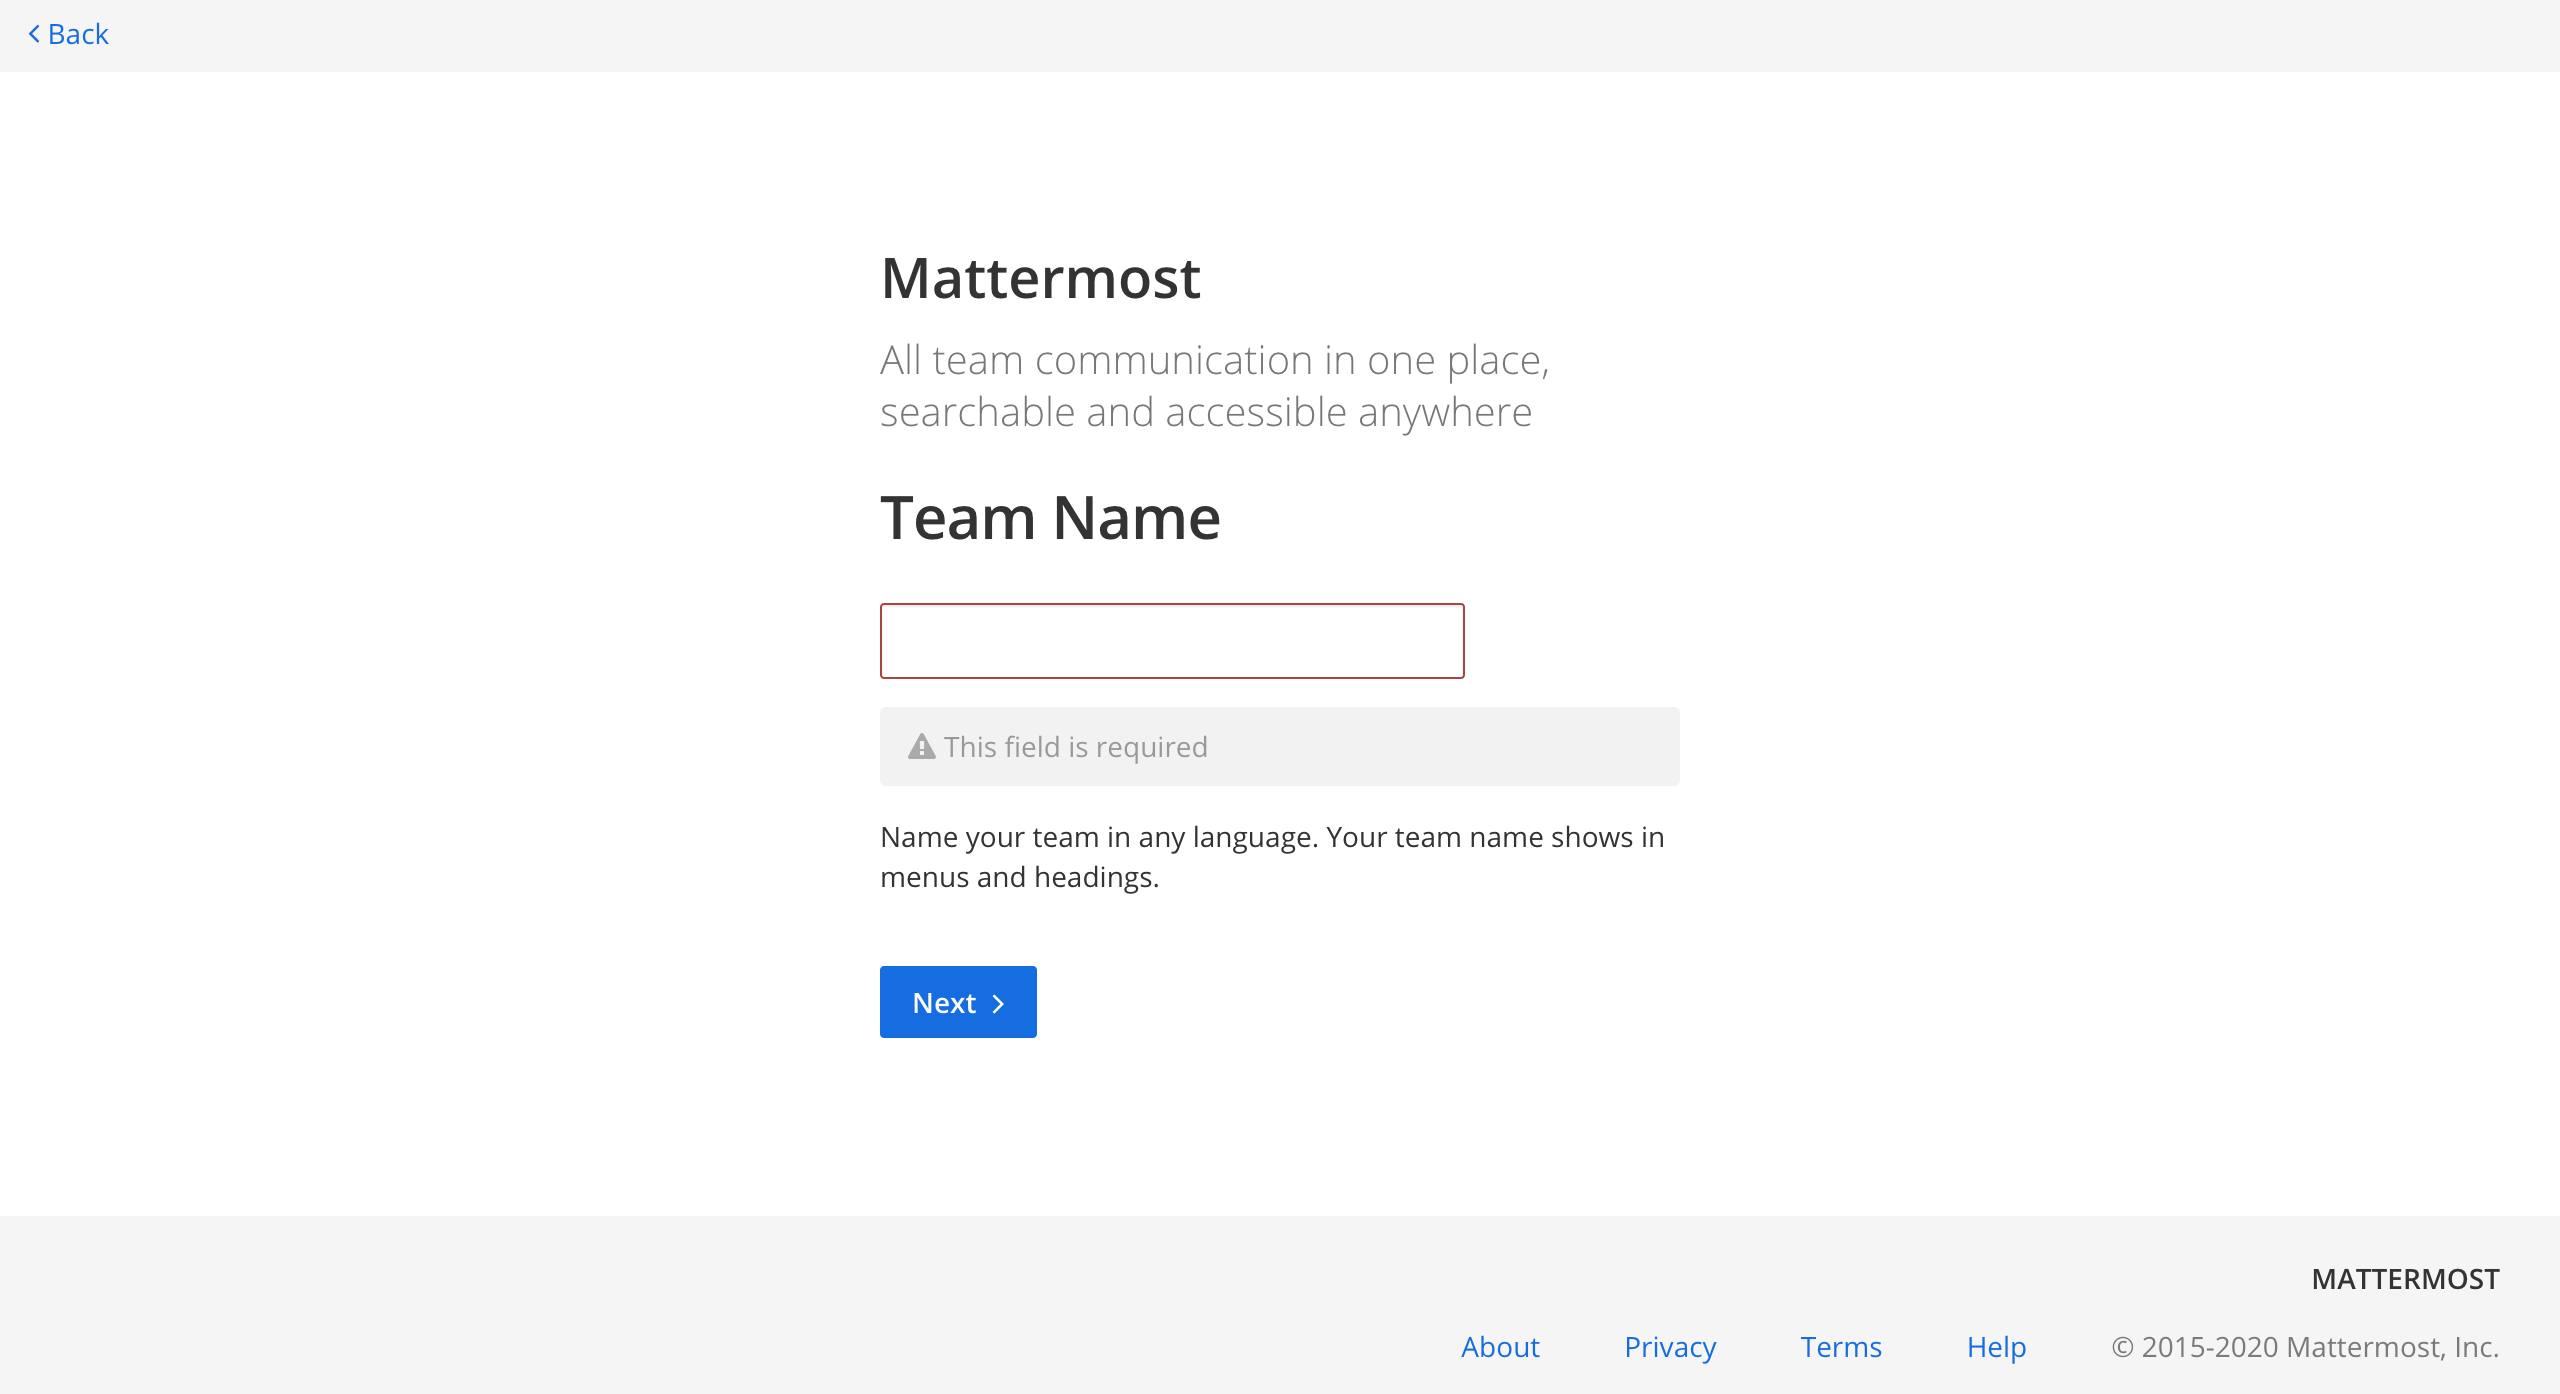 Back
Mattermost
All team communication in one place,
searchable and accessible anywhere
Team Name
This field is required
Name your team in any language. Your team name shows in
menus and headings.
Next
MATTERMOST
About Privacy Terms Help © 2015-2020 Mattermost, Inc.